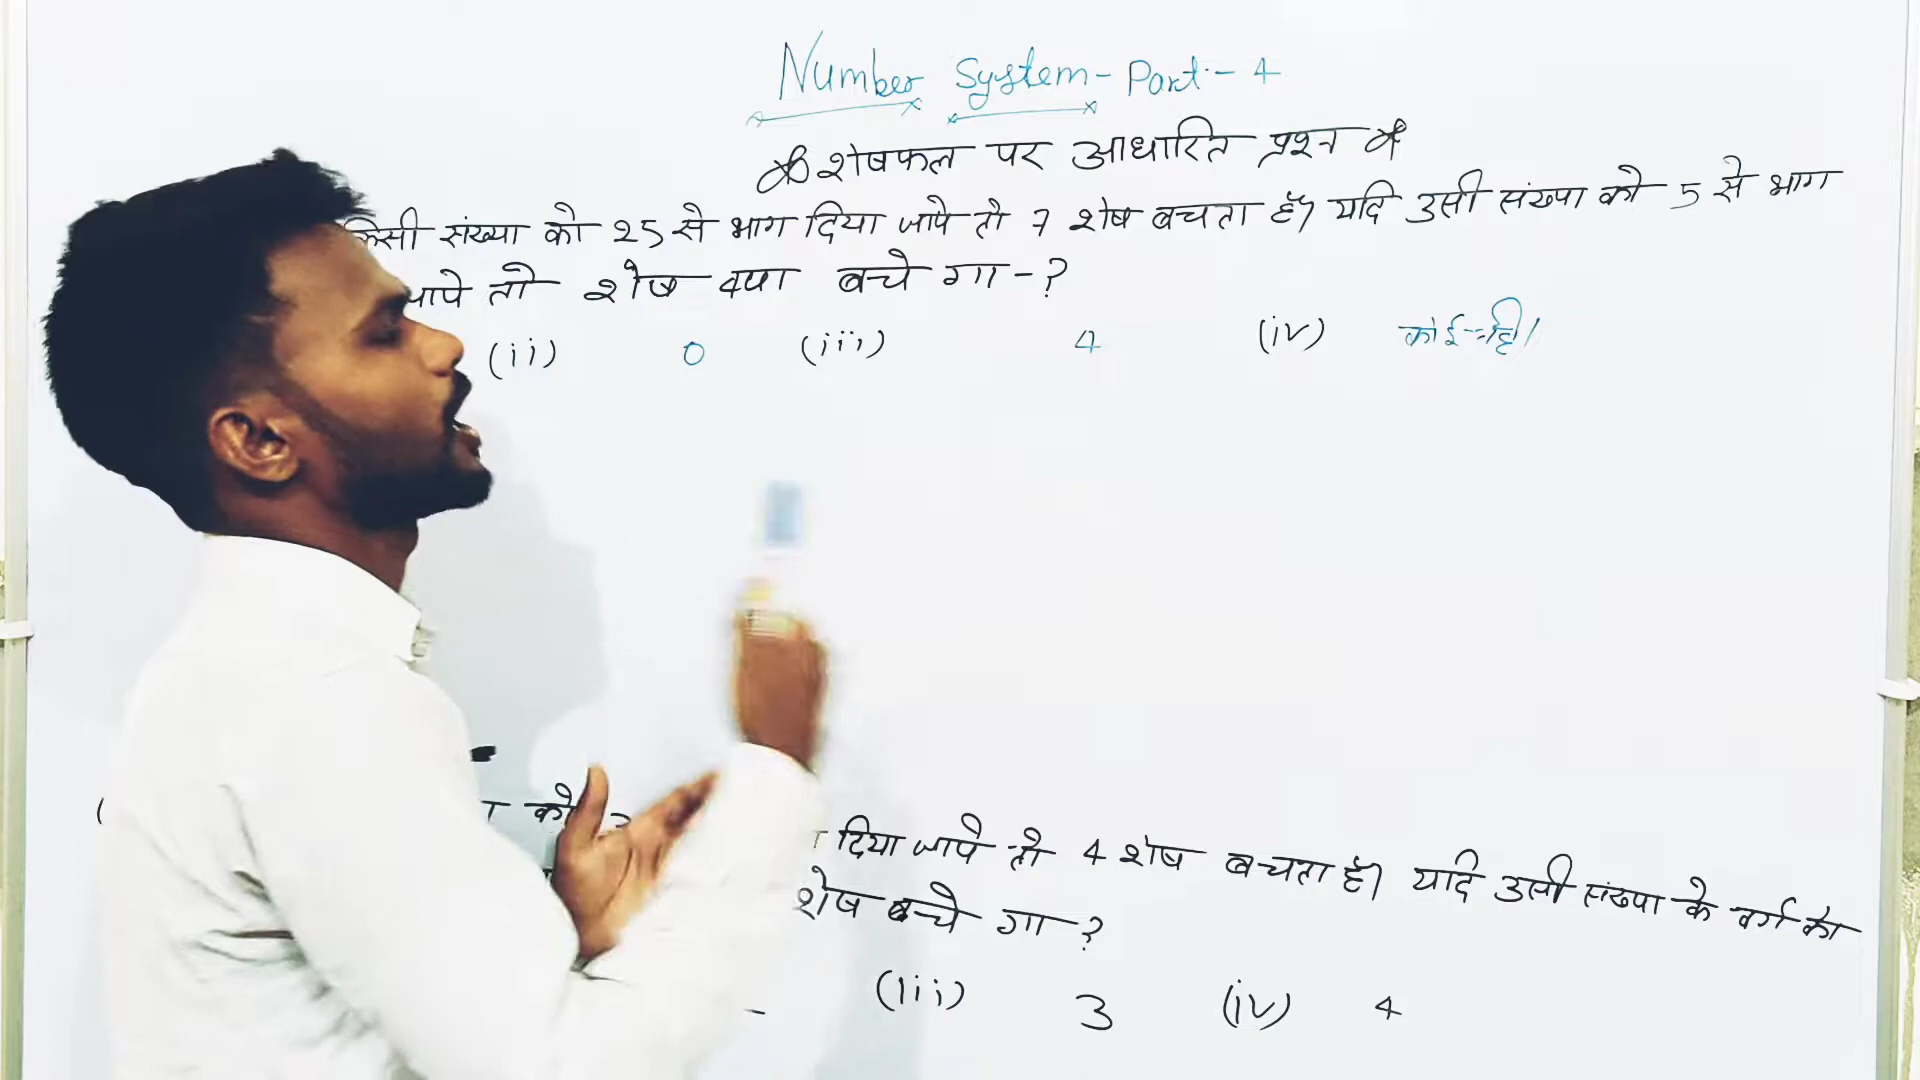 Number System - Part - 4
शेषफल पर आधारित प्रश्न
किसी संख्या को 25 से भाग दिया जाये तो 7 शेष बचता है। यदि उसी संख्या को 5 से भाग
जाये तो शेष क्या बचे गा - ?
(ii) 0 (iii) 4 (iv) कोई नही।
को दिया जाये तो 4 शेष बचता है। यदि उसी संख्या के वर्ग को
शेष बचे गा - ?
(iii) 3 (iv) 4